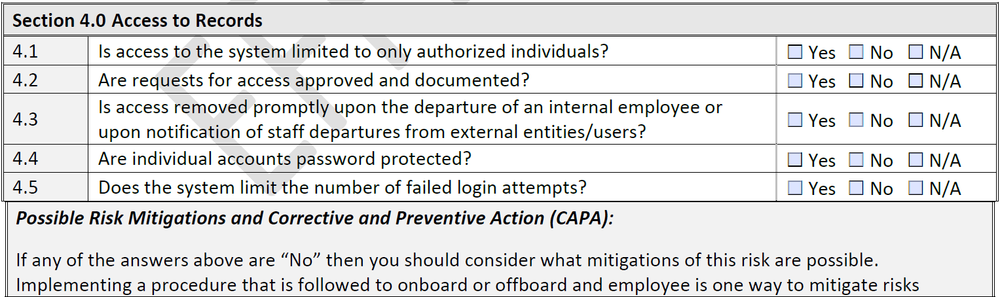 Section 4.0 Access to Records
4.1 Is access to the system limited to only authorized individuals? ☐ Yes ☐ No ☐ N/A
4.2 Are requests for access approved and documented? ☐ Yes ☐ No ☐ N/A
4.3 Is access removed promptly upon the departure of an internal employee or
upon notification of staff departures from external entities/users? ☐ Yes ☐ No ☐ N/A
4.4 Are individual accounts password protected? ☐ Yes ☐ No ☐ N/A
4.5 Does the system limit the number of failed login attempts? ☐ Yes ☐ No ☐ N/A
Possible Risk Mitigations and Corrective and Preventive Action (CAPA):
If any of the answers above are “No” then you should consider what mitigations of this risk are possible.
Implementing a procedure that is followed to onboard or offboard and employee is one way to mitigate risks